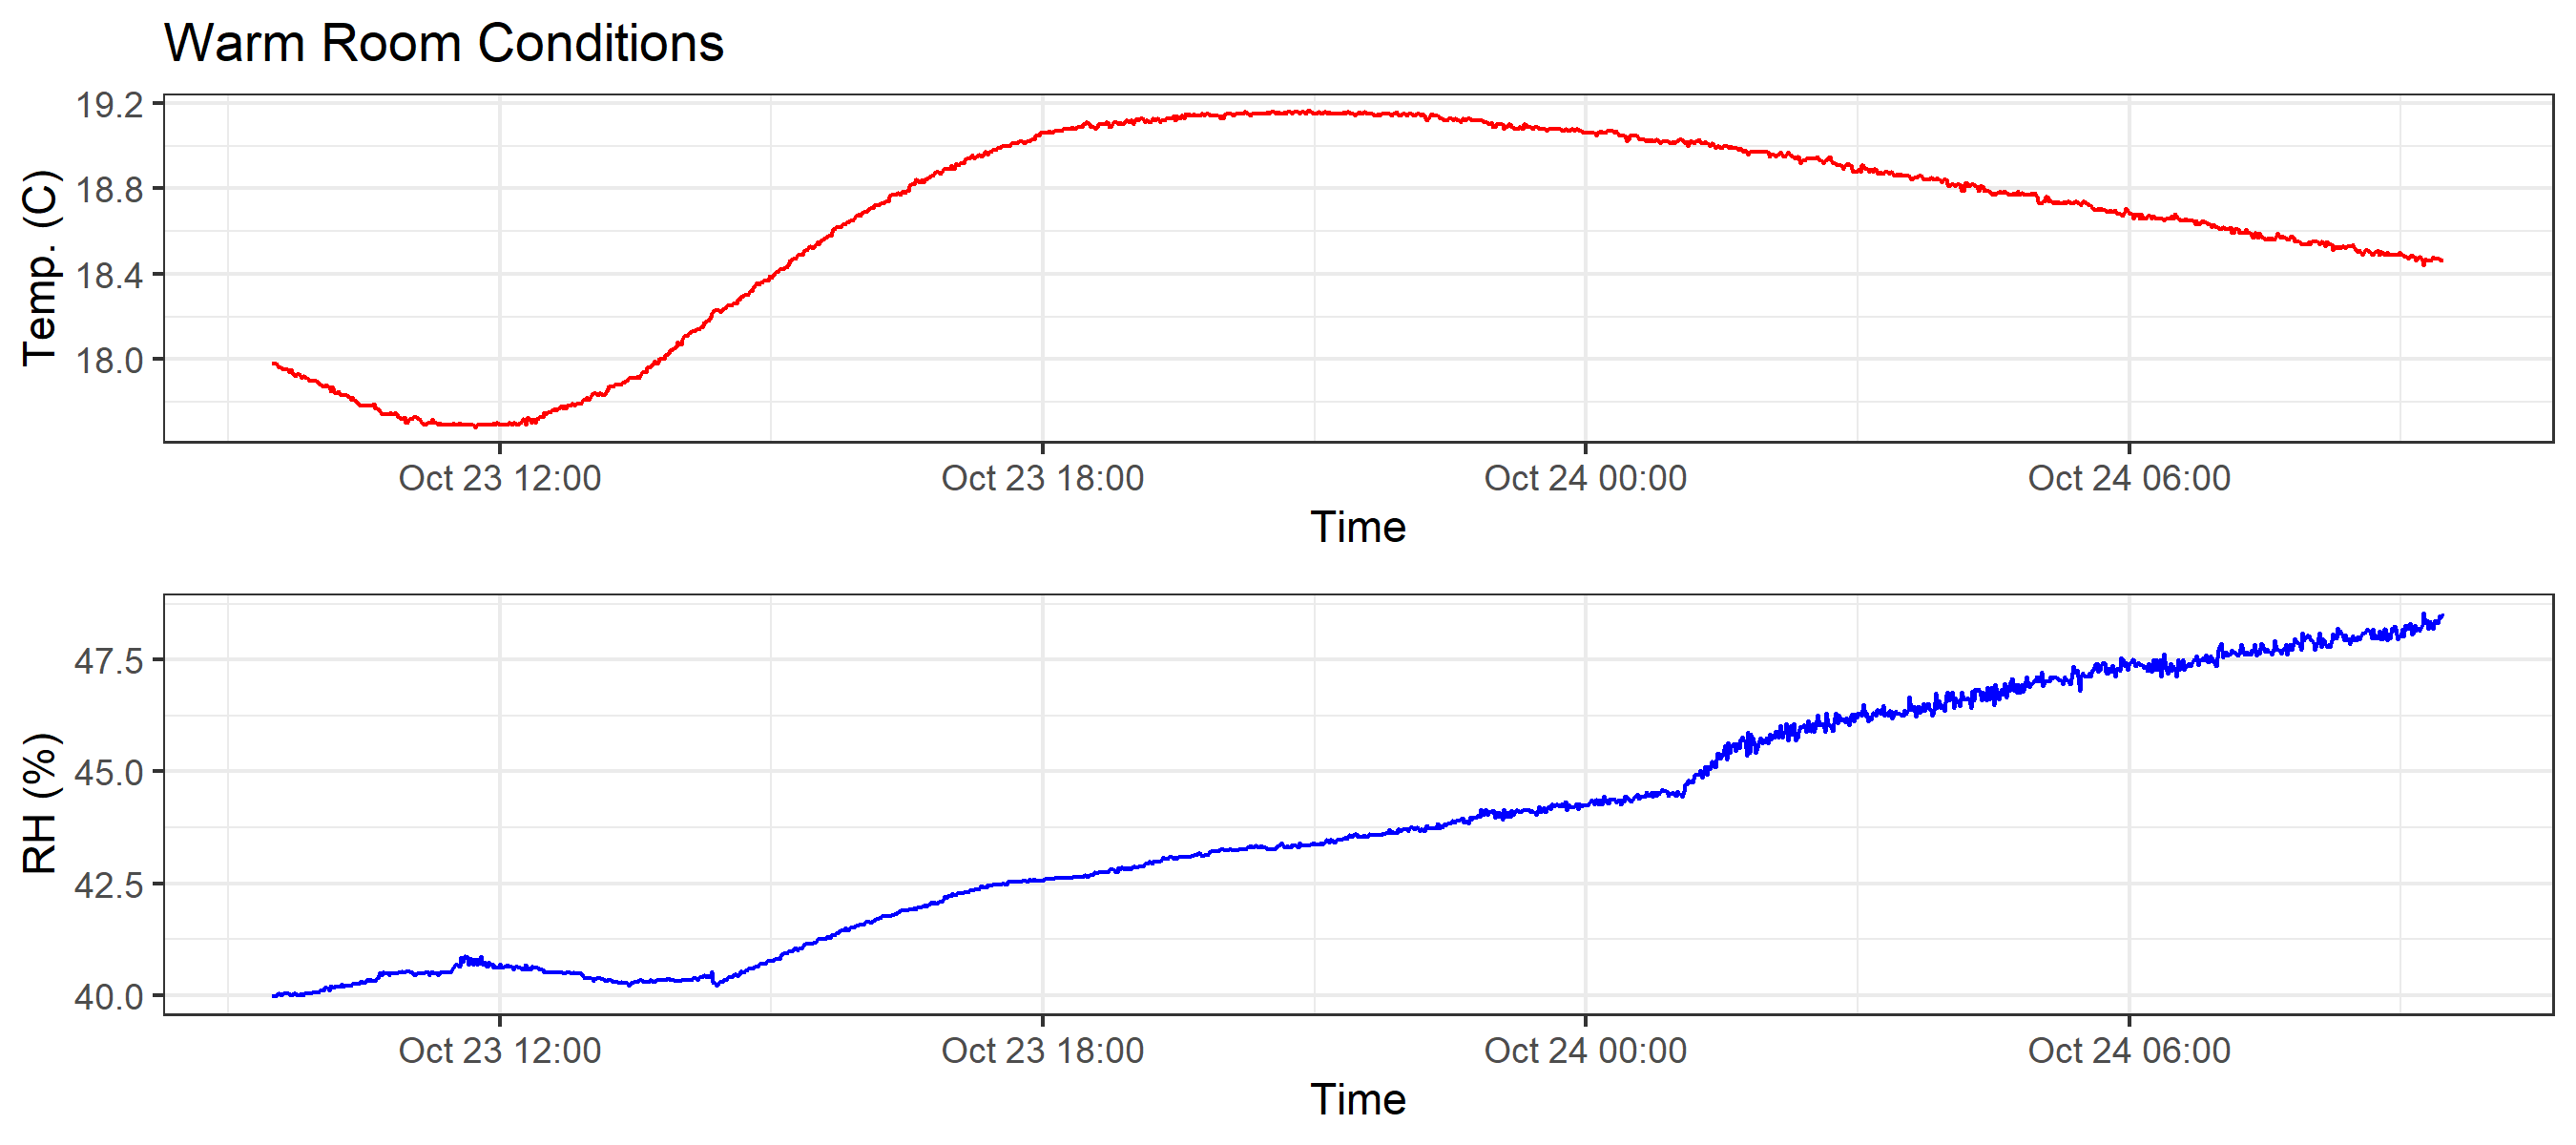 Warm Room Conditions
Temp. (C)
19.2
18.8
18.4
18.0
Oct 23 12:00 Oct 23 18:00 Oct 24 00:00 Oct 24 06:00
Time
RH (%)
47.5
45.0
42.5
40.0
Oct 23 12:00 Oct 23 18:00 Oct 24 00:00 Oct 24 06:00
Time